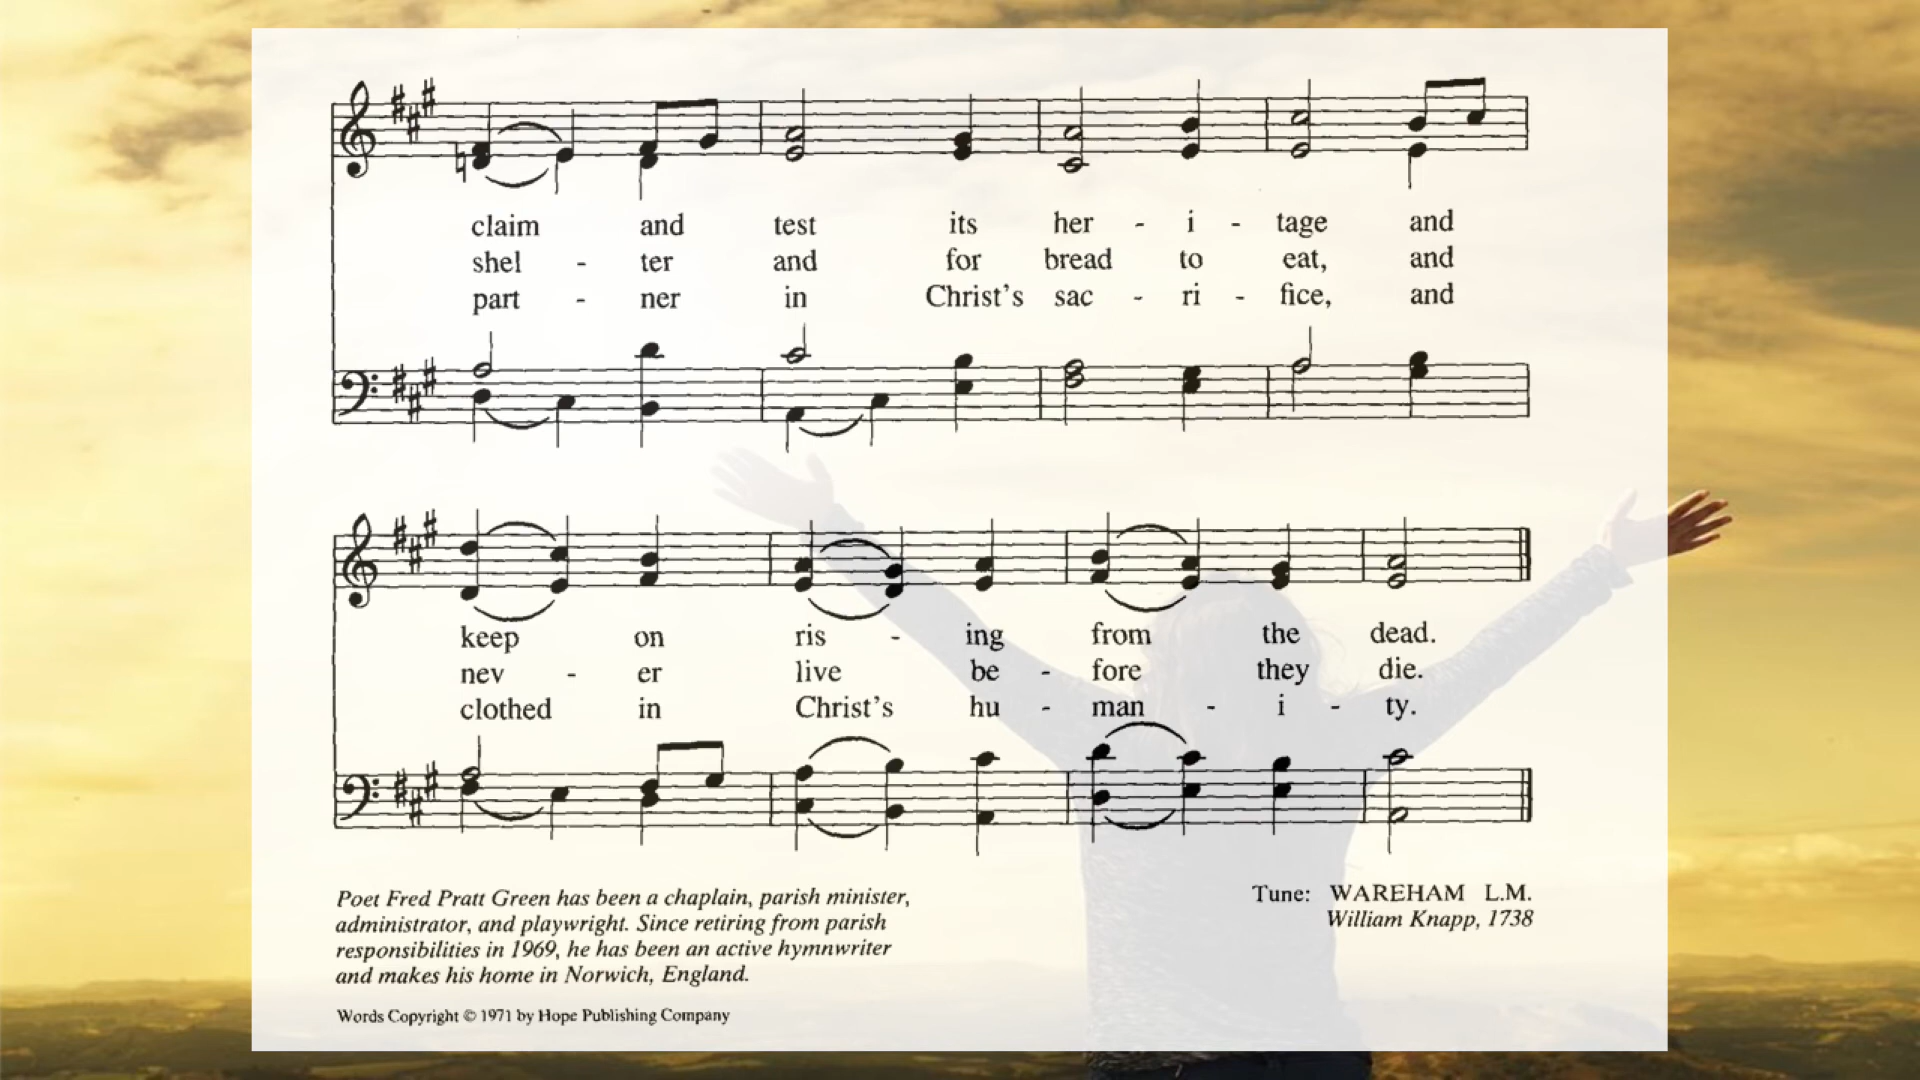 claim and test its her - i - tage and
shel - ter and for bread to eat, and
part - ner in Christ's sac - ri - fice, and
keep on ris - ing from the dead.
nev - er live be - fore they die.
clothed in Christ's hu - man - i - ty.
Poet Fred Pratt Green has been a chaplain, parish minister,
administrator, and playwright. Since retiring from parish
responsibilities in 1969, he has been an active hymnwriter
and makes his home in Norwich, England.
Tune: WAREHAM L.M.
William Knapp, 1738
Words Copyright © 1971 by Hope Publishing Company